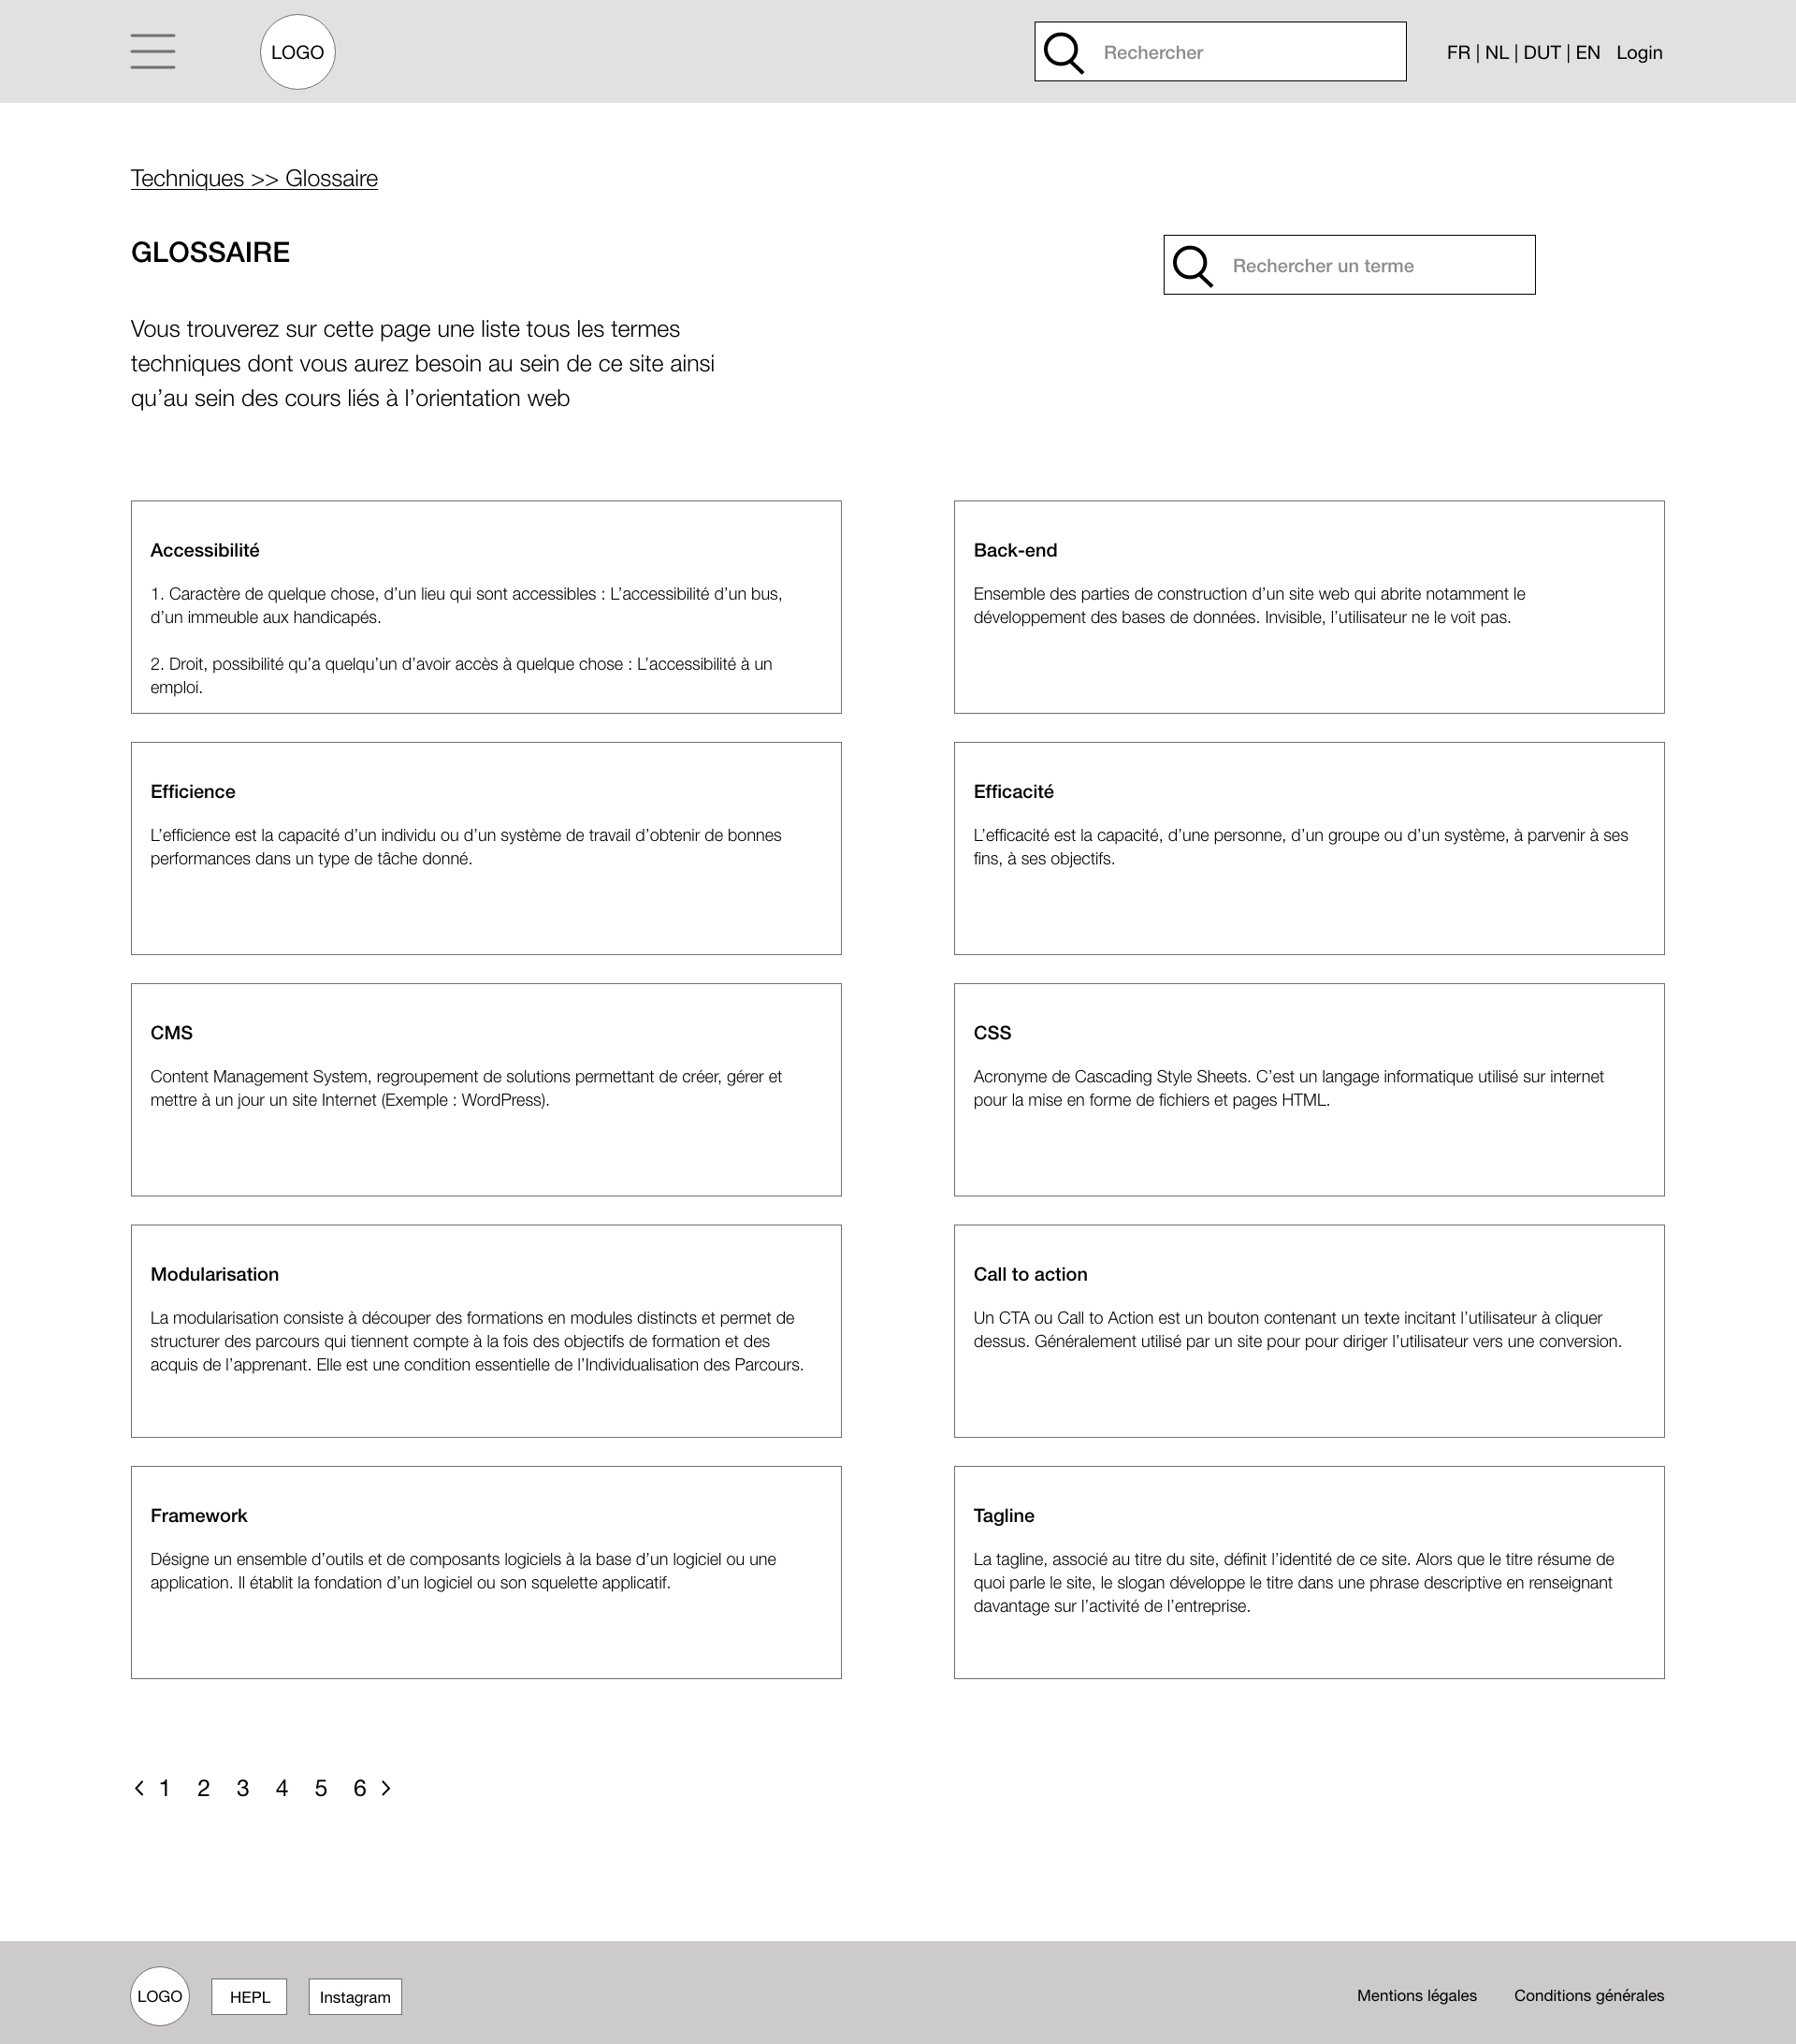 LOGO
Rechercher
FR | NL | DUT | EN Login
Techniques >> Glossaire
GLOSSAIRE
Rechercher un terme
Vous trouverez sur cette page une liste tous les termes
techniques dont vous aurez besoin au sein de ce site ainsi
qu’au sein des cours liés à l’orientation web
Accessibilité
1. Caractère de quelque chose, d’un lieu qui sont accessibles : L’accessibilité d’un bus,
d’un immeuble aux handicapés.
2. Droit, possibilité qu’a quelqu’un d’avoir accès à quelque chose : L’accessibilité à un
emploi.
Back-end
Ensemble des parties de construction d’un site web qui abrite notamment le
développement des bases de données. Invisible, l’utilisateur ne le voit pas.
Efficience
L’efficience est la capacité d’un individu ou d’un système de travail d’obtenir de bonnes
performances dans un type de tâche donné.
Efficacité
L’efficacité est la capacité, d’une personne, d’un groupe ou d’un système, à parvenir à ses
fins, à ses objectifs.
CMS
Content Management System, regroupement de solutions permettant de créer, gérer et
mettre à un jour un site Internet (Exemple : WordPress).
CSS
Acronyme de Cascading Style Sheets. C’est un langage informatique utilisé sur internet
pour la mise en forme de fichiers et pages HTML.
Modularisation
La modularisation consiste à découper des formations en modules distincts et permet de
structurer des parcours qui tiennent compte à la fois des objectifs de formation et des
acquis de l’apprenant. Elle est une condition essentielle de l’Individualisation des Parcours.
Call to action
Un CTA ou Call to Action est un bouton contenant un texte incitant l’utilisateur à cliquer
dessus. Généralement utilisé par un site pour pour diriger l’utilisateur vers une conversion.
Framework
Désigne un ensemble d’outils et de composants logiciels à la base d’un logiciel ou une
application. Il établit la fondation d’un logiciel ou son squelette applicatif.
Tagline
La tagline, associé au titre du site, définit l’identité de ce site. Alors que le titre résume de
quoi parle le site, le slogan développe le titre dans une phrase descriptive en renseignant
davantage sur l’activité de l’entreprise.
1 2 3 4 5 6
LOGO
HEPL
Instagram
Mentions légales
Conditions générales